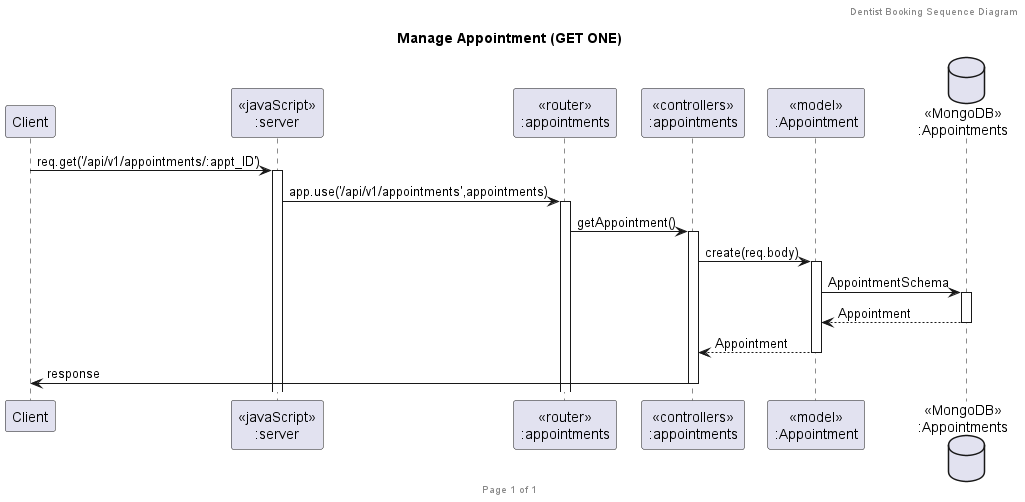 Dentist Booking Sequence Diagram
Manage Appointment (GET ONE)
Client
«javaScript»
:server
«router»
:appointments
«controllers»
:appointments
«model»
:Appointment
«MongoDB»
:Appointments
req.get('/api/v1/appointments/:appt_ID')
app.use('/api/v1/appointments',appointments)
getAppointment()
create(req.body)
AppointmentSchema
Appointment
Appointment
response
Client
«javaScript»
:server
«router»
:appointments
«controllers»
:appointments
«model»
:Appointment
«MongoDB»
:Appointments
Page 1 of 1